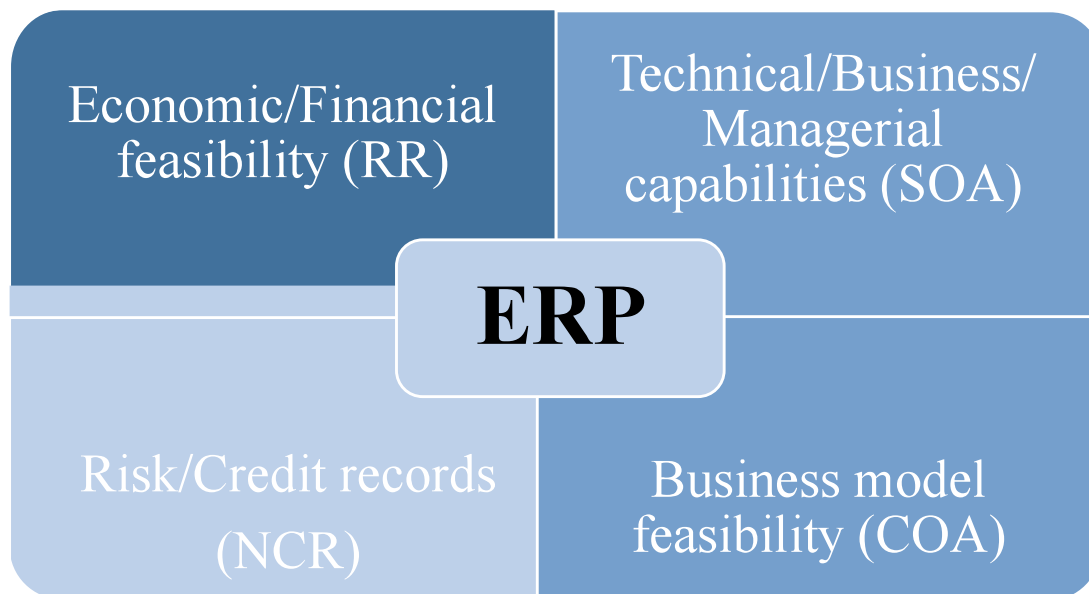 Economic/Financial
feasibility (RR)
Technical/Business/
Managerial
capabilities (SOA)
ERP
Risk/Credit records
(NCR)
Business model
feasibility (COA)